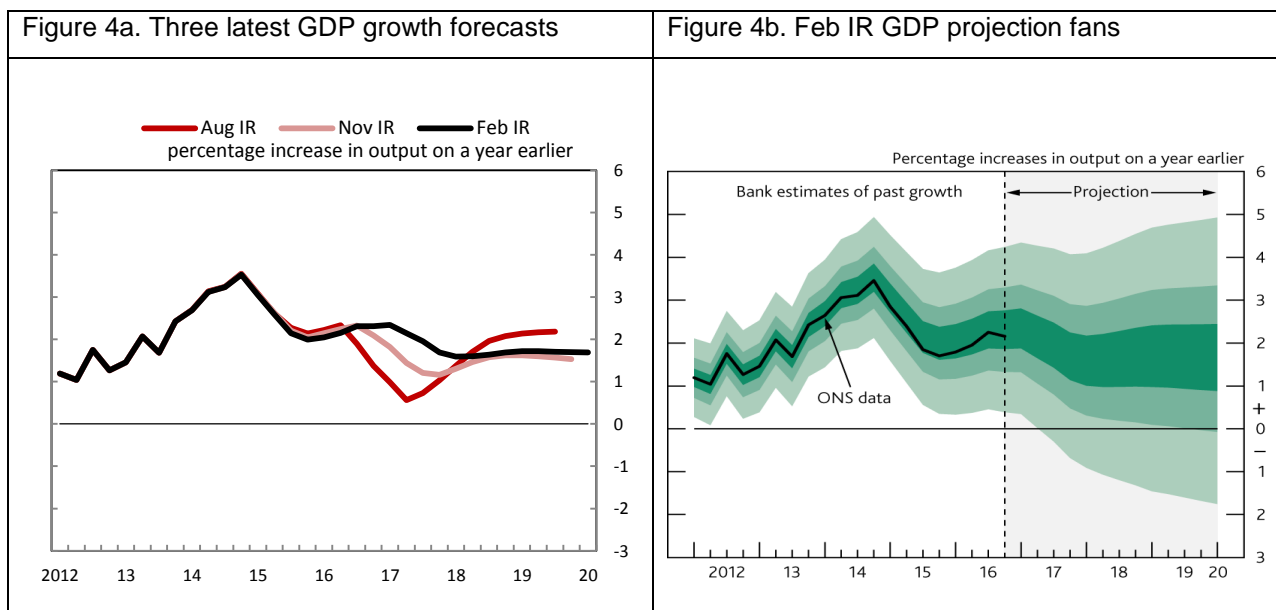 Figure 4a. Three latest GDP growth forecasts
Aug IR Nov IR Feb IR
percentage increase in output on a year earlier
6
5
4
3
2
1
0
-1
-2
-3
2012 13 14 15 16 17 18 19 20
Figure 4b. Feb IR GDP projection fans
Percentage increases in output on a year earlier
Bank estimates of past growth
Projection
ONS data
6
5
4
3
2
1
+
0
–
1
2
3
2012 13 14 15 16 17 18 19 20